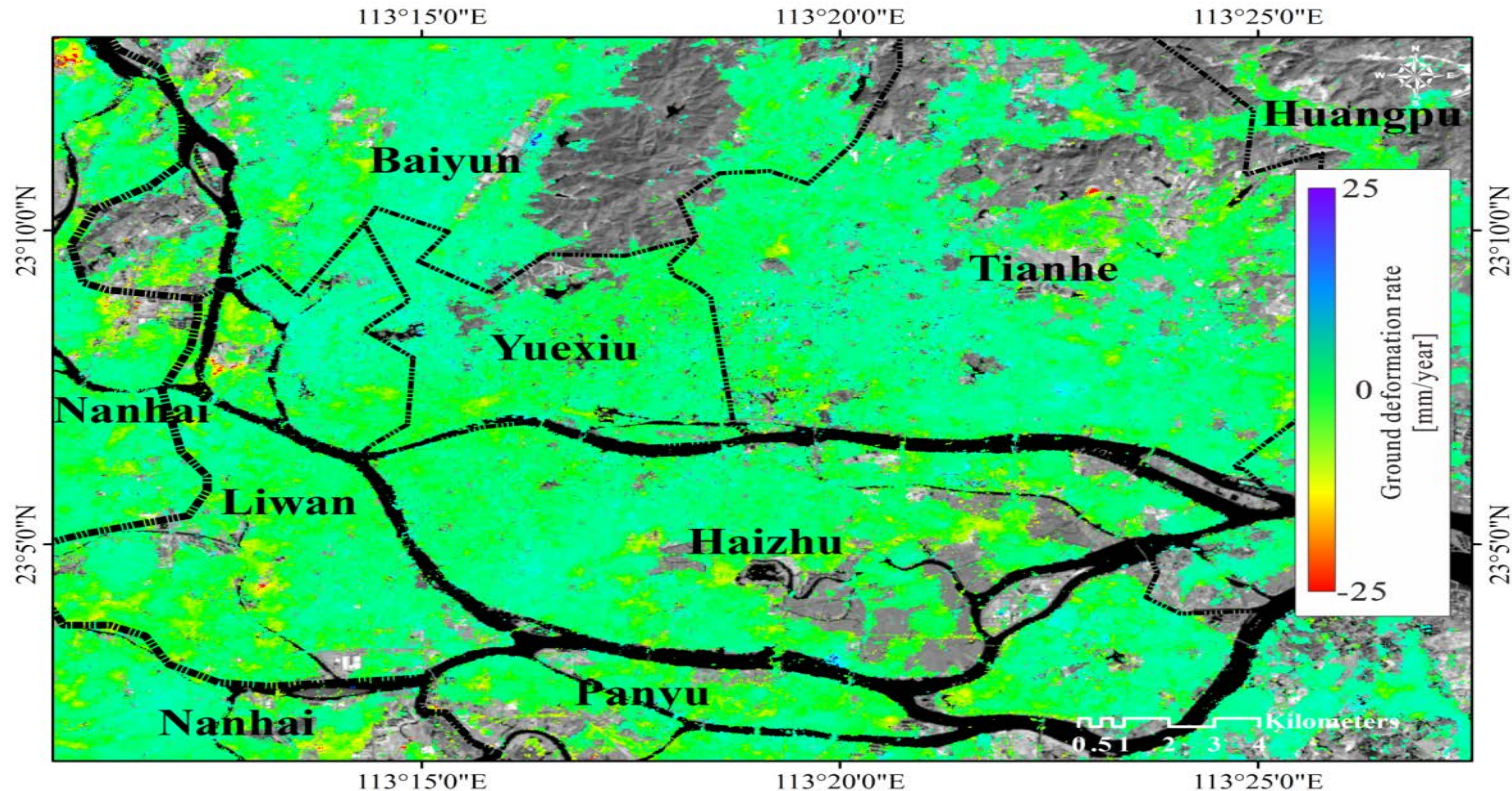 113°15'0"E 113°20'0"E 113°25'0"E
N
W E
S
Huangpu
Baiyun
23°10'0"N 23°10'0"N
25
Tianhe
Yuexiu
0
Ground deformation rate
[mm/year]
Nanhai
Liwan
Haizhu
23°5'0"N 23°5'0"N
-25
Panyu
Nanhai
Kilometers
0 .5 1 2 3 4
113°15'0"E 113°20'0"E 113°25'0"E